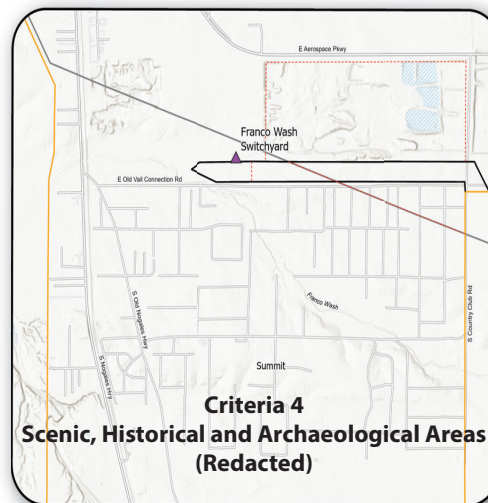 E Aerospace Pkwy
Franco Wash
Switchyard
E Old Vail Connection Rd
S Old Nogales Hwy
S Nogales Hwy
Franco Wash
S Country Club Rd
Summit
Criteria 4
Scenic, Historical and Archaeological Areas
(Redacted)